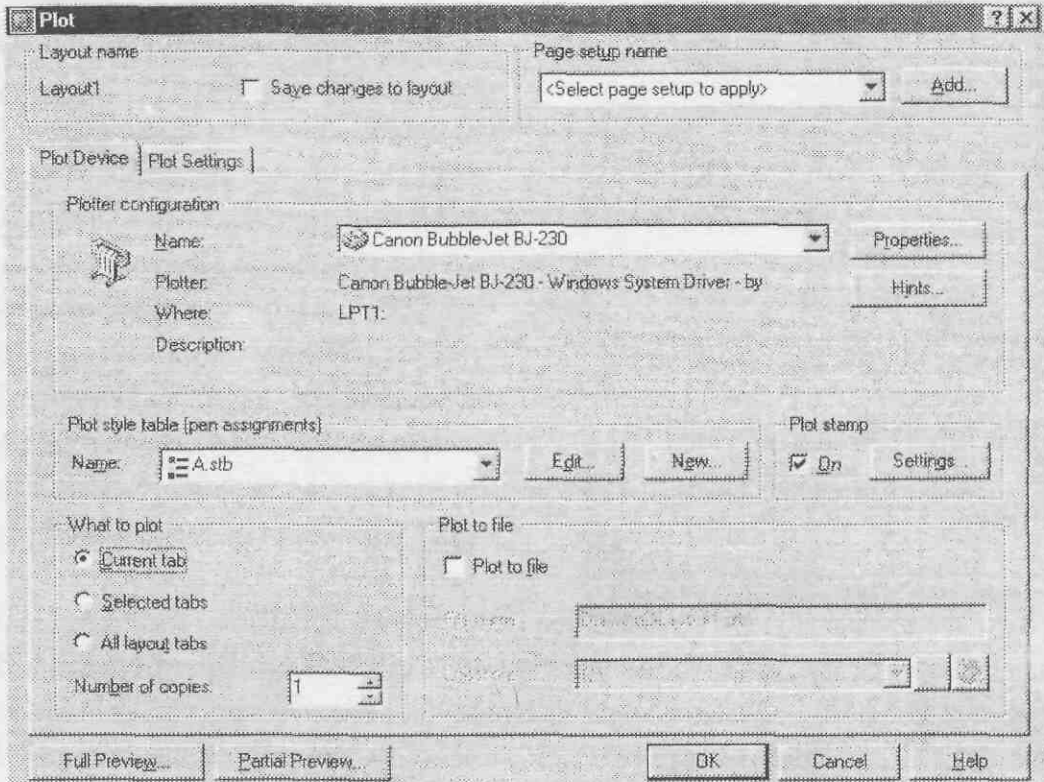 Plot
Layout name
Layout1
Save changes to layout
Page setup name
<Select page setup to apply>
Add...
Plot Device
Plot Settings
Plotter configuration
Name:
Canon Bubble-Jet BJ-230
Properties...
Plotter:
Canon Bubble-Jet BJ-230 - Windows System Driver - by
Hints...
Where:
LPT1:
Description:
Plot style table (pen assignments)
Name:
A.stb
Edit...
New...
Plot stamp
On
Settings...
What to plot
Current tab
Selected tabs
All layout tabs
Number of copies:
1
Plot to file
Plot to file
Full Preview...
Partial Preview...
OK
Cancel
Help